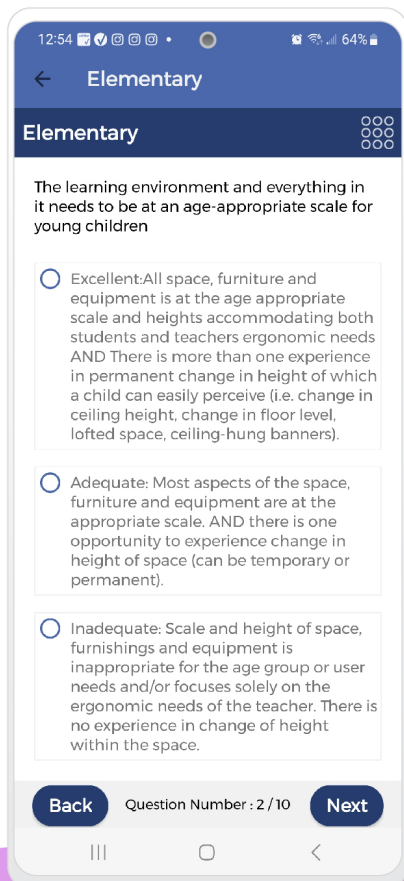 12:54
64%
Elementary
Elementary
The learning environment and everything in
it needs to be at an age-appropriate scale for
young children
Excellent:All space, furniture and
equipment is at the age appropriate
scale and heights accommodating both
students and teachers ergonomic needs
AND There is more than one experience
in permanent change in height of which
a child can easily perceive (i.e. change in
ceiling height, change in floor level,
lofted space, ceiling-hung banners).
Adequate: Most aspects of the space,
furniture and equipment are at the
appropriate scale. AND there is one
opportunity to experience change in
height of space (can be temporary or
permanent).
Inadequate: Scale and height of space,
furnishings and equipment is
inappropriate for the age group or user
needs and/or focuses solely on the
ergonomic needs of the teacher. There is
no experience in change of height
within the space.
Back
Question Number : 2 / 10
Next